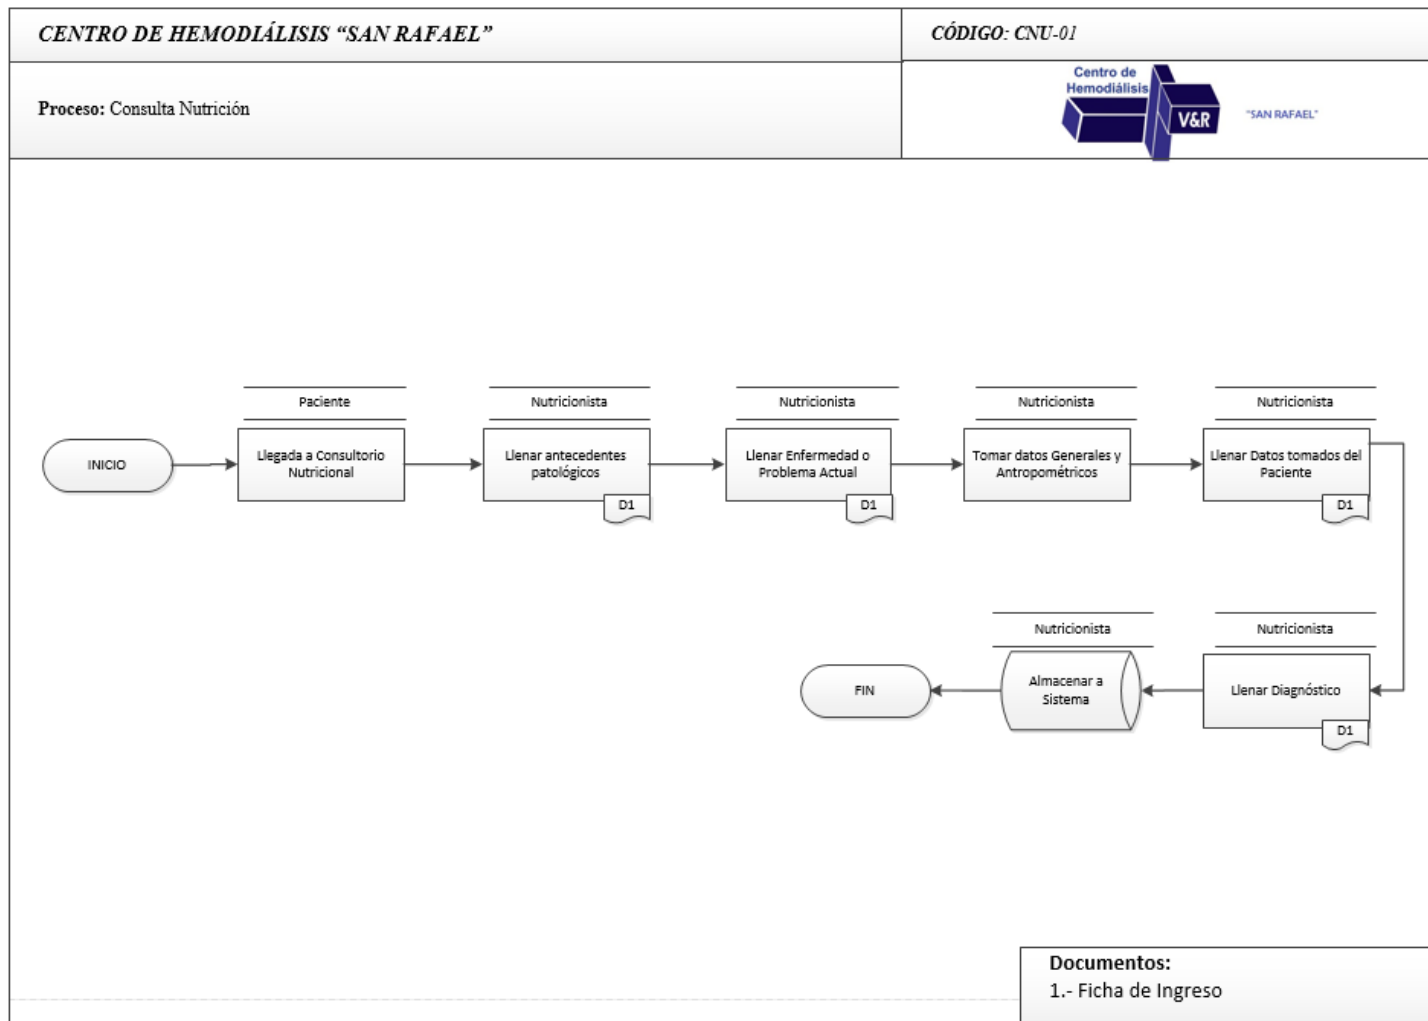 CENTRO DE HEMODIÁLISIS “SAN RAFAEL”
CÓDIGO: CNU-01
Proceso: Consulta Nutrición
Centro de
Hemodiálisis
V&R
"SAN RAFAEL"
Paciente
Nutricionista
Nutricionista
Nutricionista
Nutricionista
INICIO
Llegada a Consultorio
Nutricional
Llenar antecedentes
patológicos
D1
Llenar Enfermedad o
Problema Actual
D1
Tomar datos Generales y
Antropométricos
Llenar Datos tomados del
Paciente
D1
Nutricionista
Nutricionista
FIN
Almacenar a
Sistema
Llenar Diagnóstico
D1
Documentos:
1.- Ficha de Ingreso